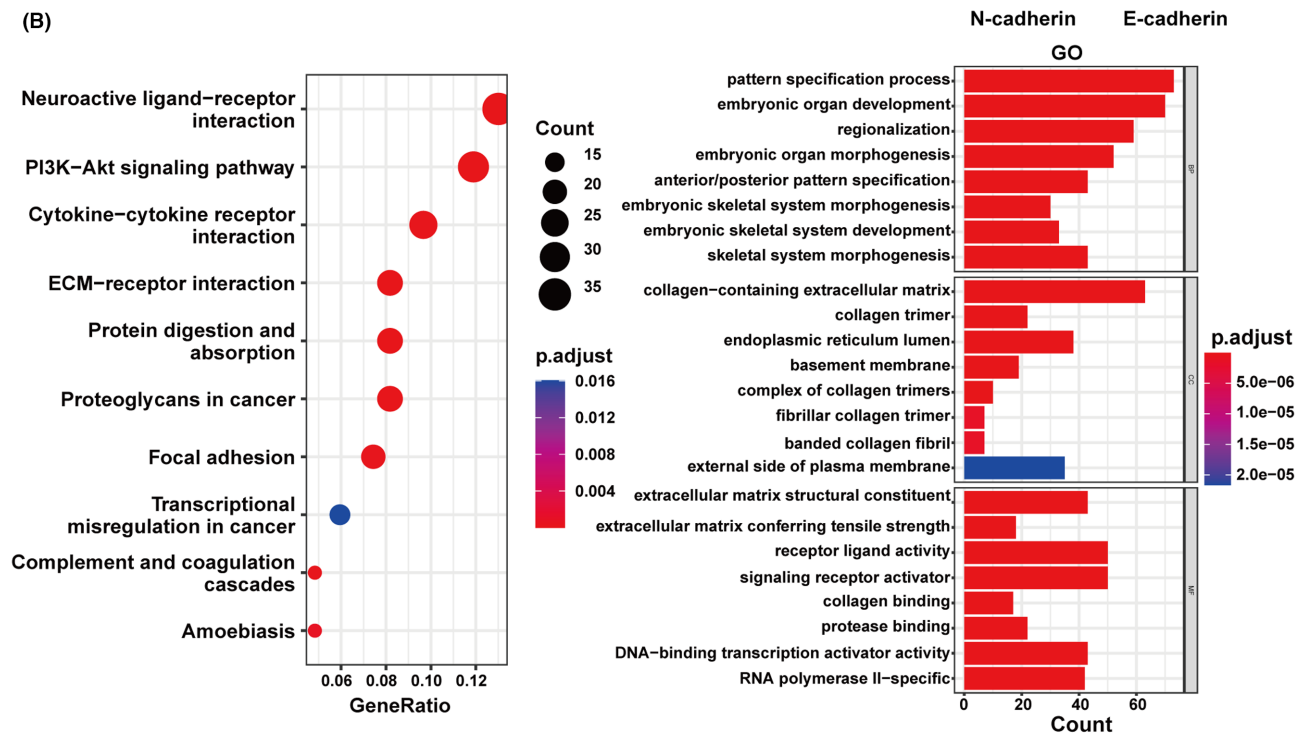 (B)
N-cadherin
E-cadherin
Neuroactive ligand−receptor
interaction
PI3K−Akt signaling pathway
Cytokine−cytokine receptor
interaction
ECM−receptor interaction
Protein digestion and
absorption
Proteoglycans in cancer
Focal adhesion
Transcriptional
misregulation in cancer
Complement and coagulation
cascades
Amoebiasis
0.06
0.08
0.10
0.12
GeneRatio
Count
15
20
25
30
35
p.adjust
0.016
0.012
0.008
0.004
GO
pattern specification process
embryonic organ development
regionalization
embryonic organ morphogenesis
anterior/posterior pattern specification
embryonic skeletal system morphogenesis
embryonic skeletal system development
skeletal system morphogenesis
BP
collagen−containing extracellular matrix
collagen trimer
endoplasmic reticulum lumen
basement membrane
complex of collagen trimers
fibrillar collagen trimer
banded collagen fibril
external side of plasma membrane
CC
extracellular matrix structural constituent
extracellular matrix conferring tensile strength
receptor ligand activity
signaling receptor activator
collagen binding
protease binding
DNA−binding transcription activator activity
RNA polymerase II−specific
MF
0
20
40
60
Count
p.adjust
5.0e−06
1.0e−05
1.5e−05
2.0e−05